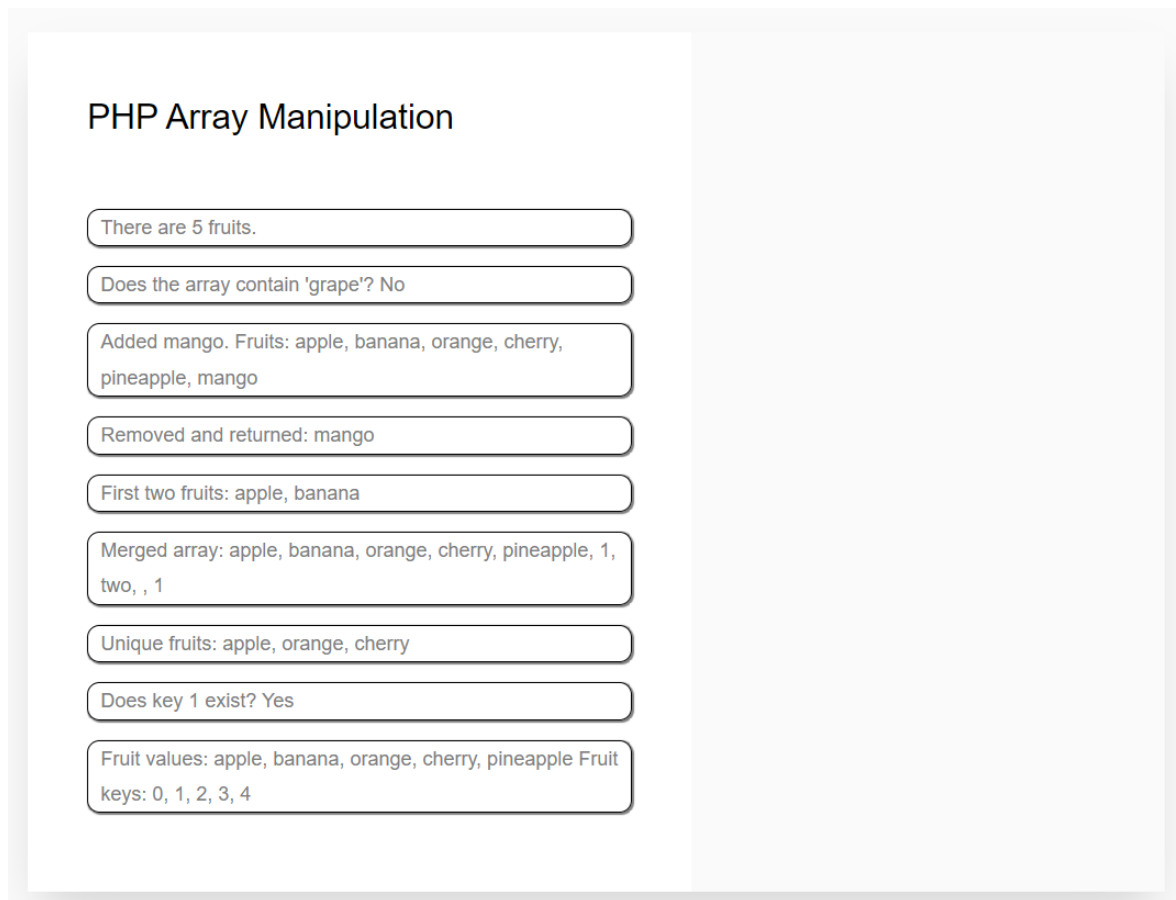 PHP Array Manipulation
There are 5 fruits.
Does the array contain 'grape'? No
Added mango. Fruits: apple, banana, orange, cherry,
pineapple, mango
Removed and returned: mango
First two fruits: apple, banana
Merged array: apple, banana, orange, cherry, pineapple, 1,
two, , 1
Unique fruits: apple, orange, cherry
Does key 1 exist? Yes
Fruit values: apple, banana, orange, cherry, pineapple Fruit
keys: 0, 1, 2, 3, 4